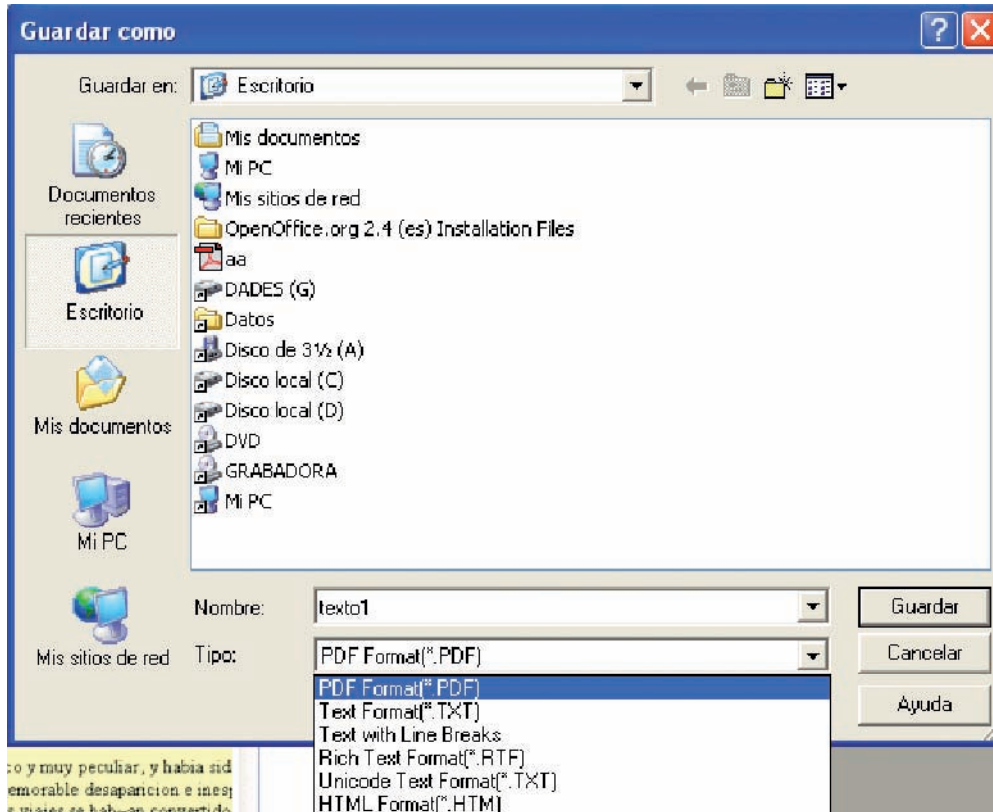 Guardar como
Guardar en: Escritorio
Documentos
recientes
Escritorio
Mis documentos
Mi PC
Mis sitios de red
Mis documentos
Mi PC
Mis sitios de red
OpenOffice.org 2.4 (es) Installation Files
aa
DADES (G)
Datos
Disco de 3½ (A)
Disco local (C)
Disco local (D)
DVD
GRABADORA
Mi PC
Nombre: texto1
Guardar
Tipo: PDF Format(*.PDF)
Cancelar
PDF Format(*.PDF)
Text Format(*.TXT)
Text with Line Breaks
Rich Text Format(*.RTF)
Unicode Text Format(*.TXT)
HTML Format(*.HTM)
Ayuda
y muy peculiar, y habia sid
desaparicion e